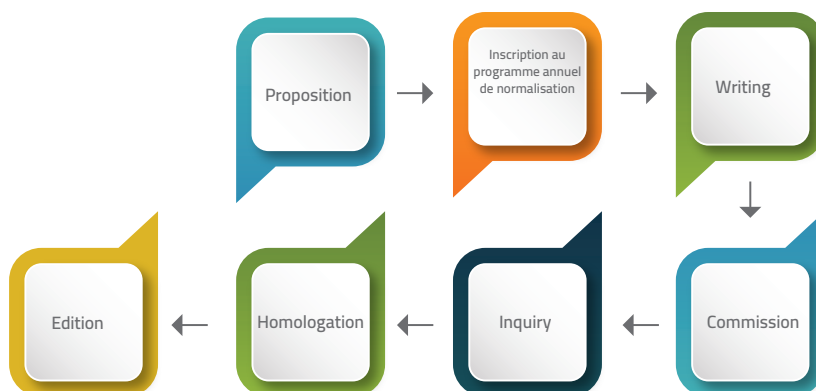 Proposition
Inscription au
programme annuel
de normalisation
Writing
Commission
Inquiry
Homologation
Edition